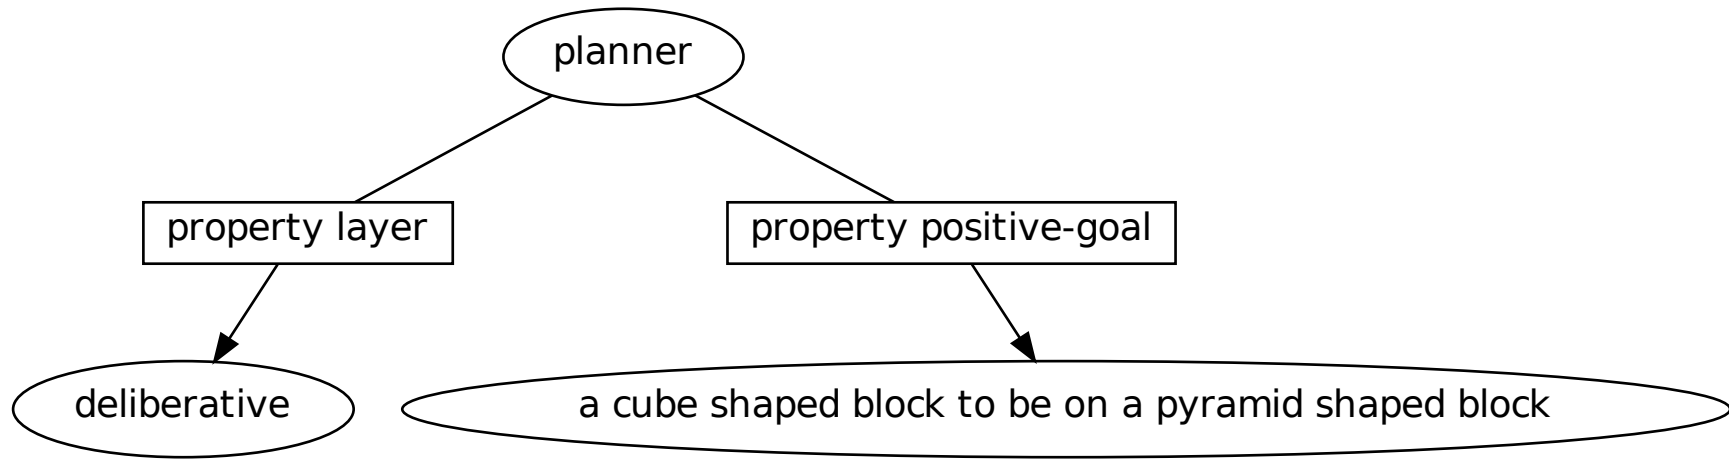 planner
property layer
property positive-goal
deliberative
a cube shaped block to be on a pyramid shaped block